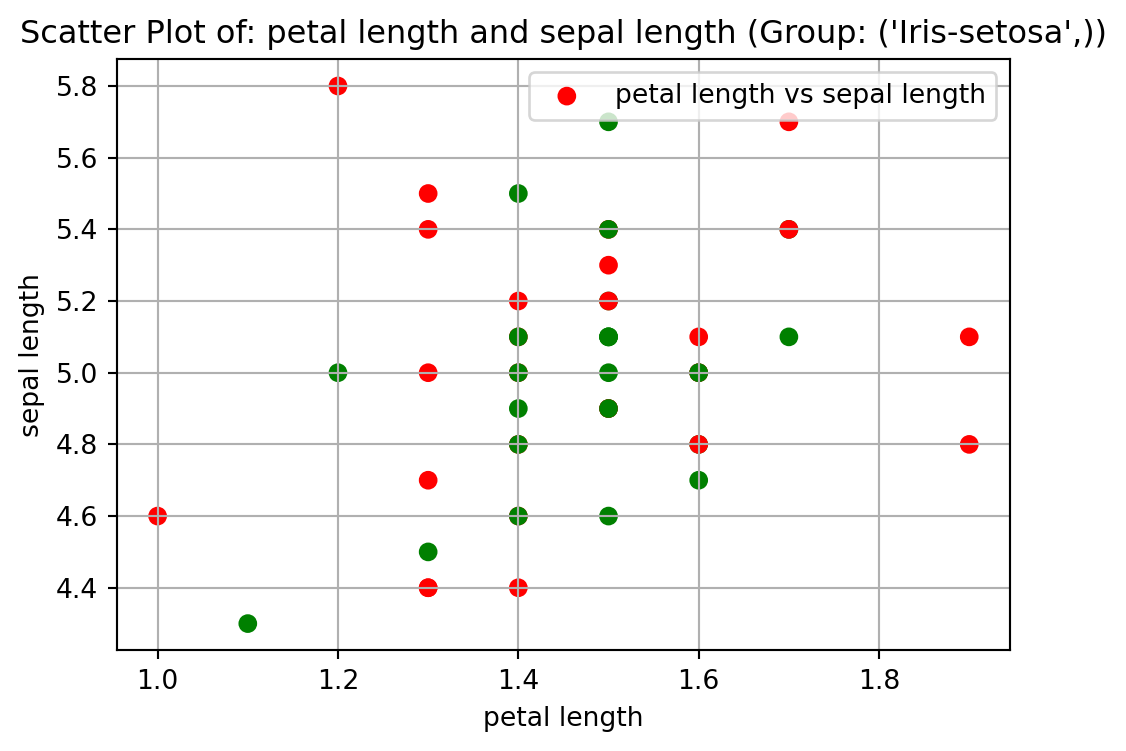 Scatter Plot of: petal length and sepal length (Group: ('Iris-setosa',))
petal length vs sepal length
5.8
5.6
5.4
5.2
5.0
4.8
4.6
4.4
sepal length
1.0 1.2 1.4 1.6 1.8
petal length